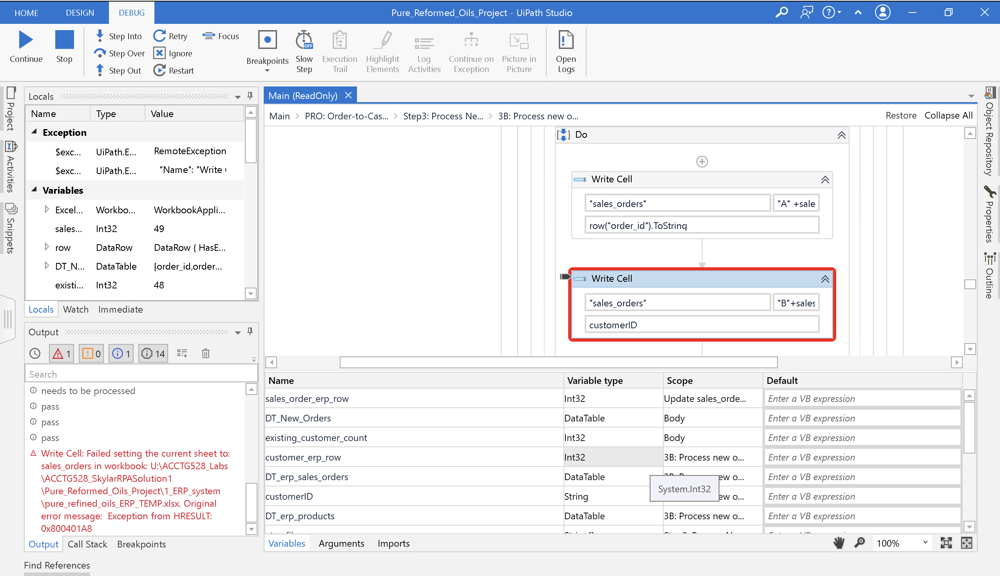 HOME DESIGN DEBUG Pure_Reformed_Oils_Project - UiPath Studio
Continue
Stop
Step Into
Step Over
Step Out
Retry
Ignore
Restart
Focus
Breakpoints
OFF
Slow
Step
Execution
Trail
Highlight
Elements
Log
Activities
Continue on
Exception
Picture in
Picture
Open
Logs
Project
Activities
Snippets
Locals
Name Type Value
Exception
$exc... UiPath.E... RemoteException
$exc... UiPath.E... "Name": "Write
Variables
Excel... Workbo... WorkbookAppli...
sales... Int32 49
row DataRow DataRow { HasE...
DT_N... DataTable [order_id,order...
existi... Int32 48
Locals Watch Immediate
Output
1 0 1 14
Search
needs to be processed
pass
pass
pass
Write Cell: Failed setting the current sheet to:
sales_orders in workbook: U:\ACCTG528_Labs
\ACCTG528_SkylarRPASolution1
\Pure_Reformed_Oils_Project\1_ERP_system
\pure_refined_oils_ERP_TEMP.xlsx. Original
error message:  Exception from HRESULT:
0x800401A8
Output Call Stack Breakpoints
Find References
Main (ReadOnly)
Main > PRO: Order-to-Cas... > Step3: Process Ne... > 3B: Process new o...
Restore Collapse All
Do
Write Cell
"sales_orders" "A" +sale
row("order_id").ToString
Write Cell
"sales_orders" "B"+sales
customerID
Name Variable type Scope Default
sales_order_erp_row Int32 Update sales_orde... Enter a VB expression
DT_New_Orders DataTable Body Enter a VB expression
existing_customer_count Int32 Body Enter a VB expression
customer_erp_row Int32 3B: Process new o... Enter a VB expression
DT_erp_sales_orders DataTable ew o... Enter a VB expression
System.Int32
customerID String ew o... Enter a VB expression
DT_erp_products DataTable 3B: Process new o... Enter a VB expression
Variables Arguments Imports
100%
Object Repository
Properties
Outline